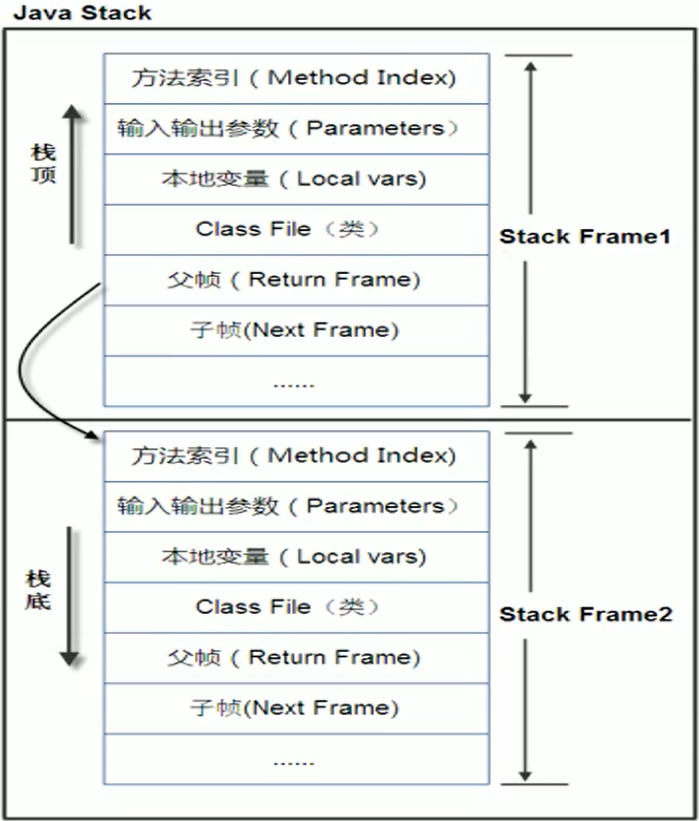 Java Stack
方法索引 ( Method Index)
输入输出参数 ( Parameters）
本地变量 ( Local vars)
Class File（类）
父帧 ( Return Frame)
子帧(Next Frame)
......
栈顶
Stack Frame1
方法索引 ( Method Index)
输入输出参数 ( Parameters）
本地变量 ( Local vars)
Class File（类）
父帧 ( Return Frame)
子帧(Next Frame)
......
栈底
Stack Frame2